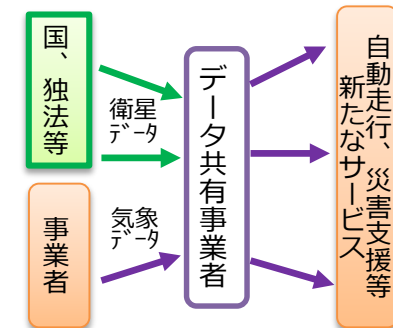 国、独法等
衛星
ﾃﾞｰﾀ
事業者
気象
ﾃﾞｰﾀ
データ共有事業者
自動走行、災害支援等
新たなサービス